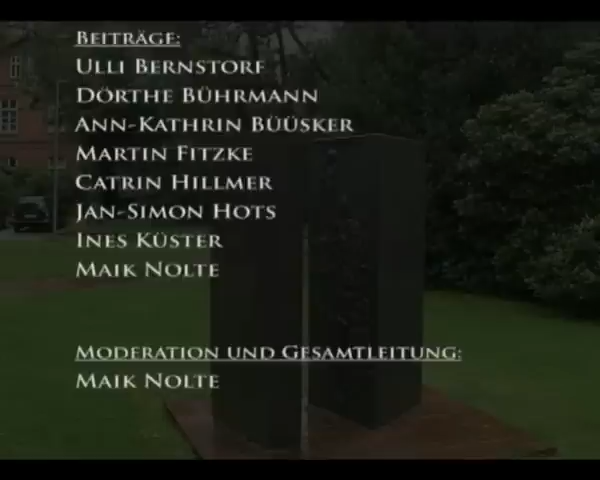 BEITRÄGE:
ULLI BERNSTORF
DÖRTHE BÜHRMANN
ANN-KATHRIN BÜÜSKER
MARTIN FITZKE
CATRIN HILLMER
JAN-SIMON HOTS
INES KÜSTER
MAIK NOLTE
MODERATION UND GESAMTLEITUNG:
MAIK NOLTE